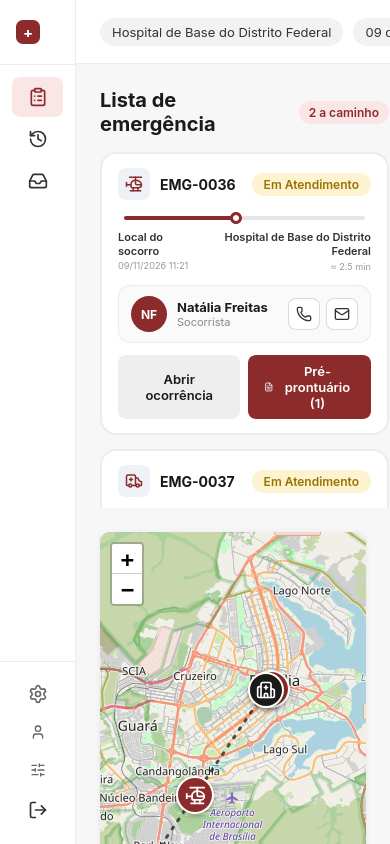 Hospital de Base do Distrito Federal
09 d
Lista de
emergência
2 a caminho
EMG-0036
Em Atendimento
Local do
socorro
09/11/2026 11:21
Hospital de Base do Distrito
Federal
≈ 2.5 min
NF
Natália Freitas
Socorrista
Abrir
ocorrência
Pré-
prontuário
(1)
EMG-0037
Em Atendimento
+
−
Lago Norte
SCIA
Cruzeiro
Guará
Lago Sul
Candangolândia
ira
Núcleo Bandei
do
Aeroporto
Internacional
de Brasília